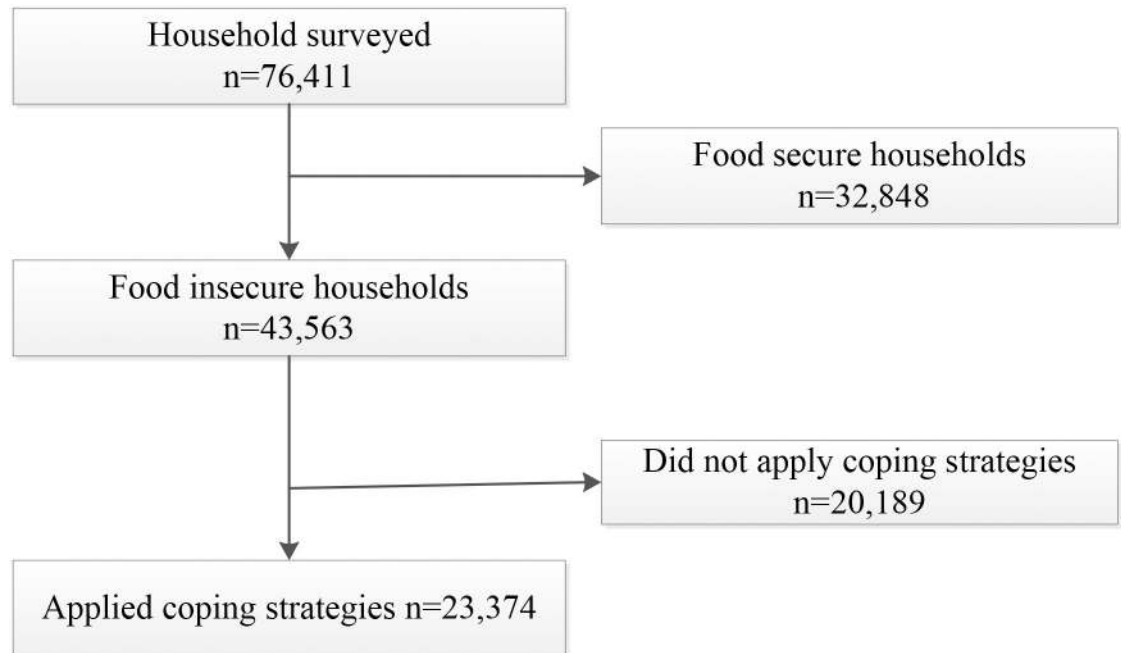 Household surveyed
n=76,411
Food secure households
n=32,848
Food insecure households
n=43,563
Did not apply coping strategies
n=20,189
Applied coping strategies n=23,374